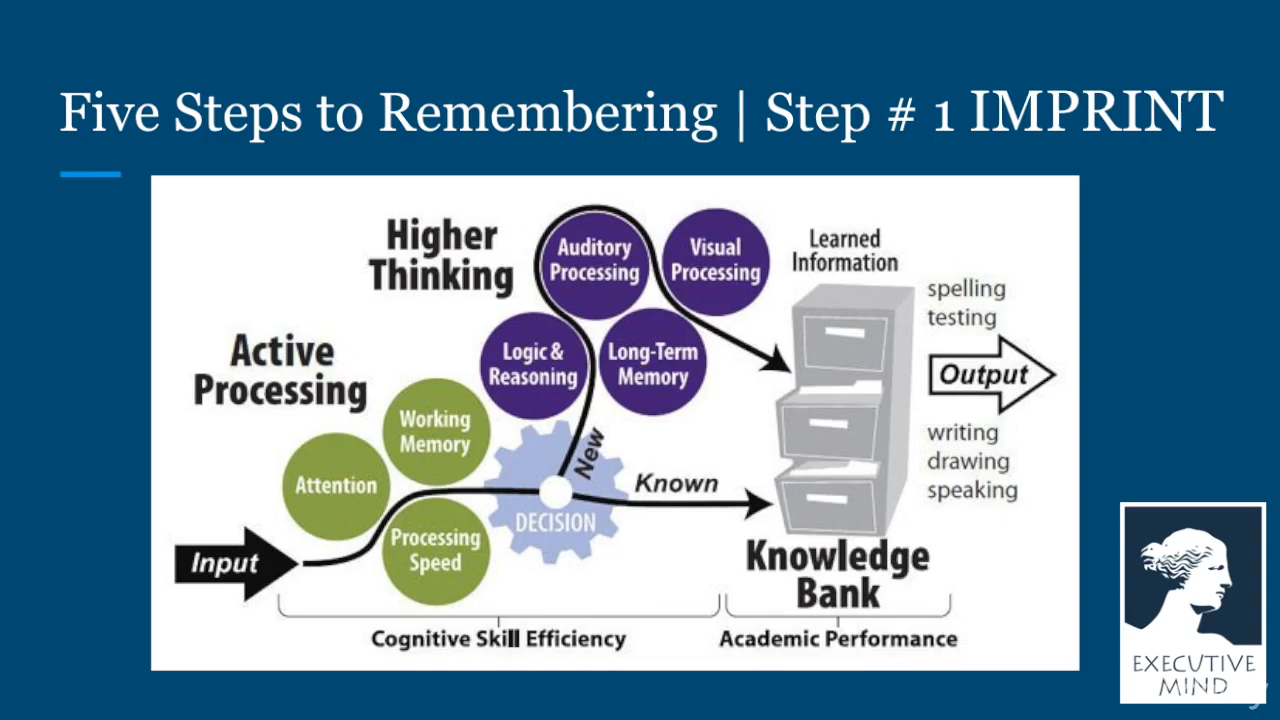 Five Steps to Remembering | Step # 1 IMPRINT
Higher
Thinking
Auditory
Processing
Visual
Processing
Learned
Information
spelling
testing
Active
Processing
Logic &
Reasoning
Long-Term
Memory
Output
Working
Memory
Attention
New
Known
writing
drawing
speaking
DECISION
Processing
Speed
Input
Knowledge
Bank
Cognitive Skill Efficiency
Academic Performance
EXECUTIVE
MIND